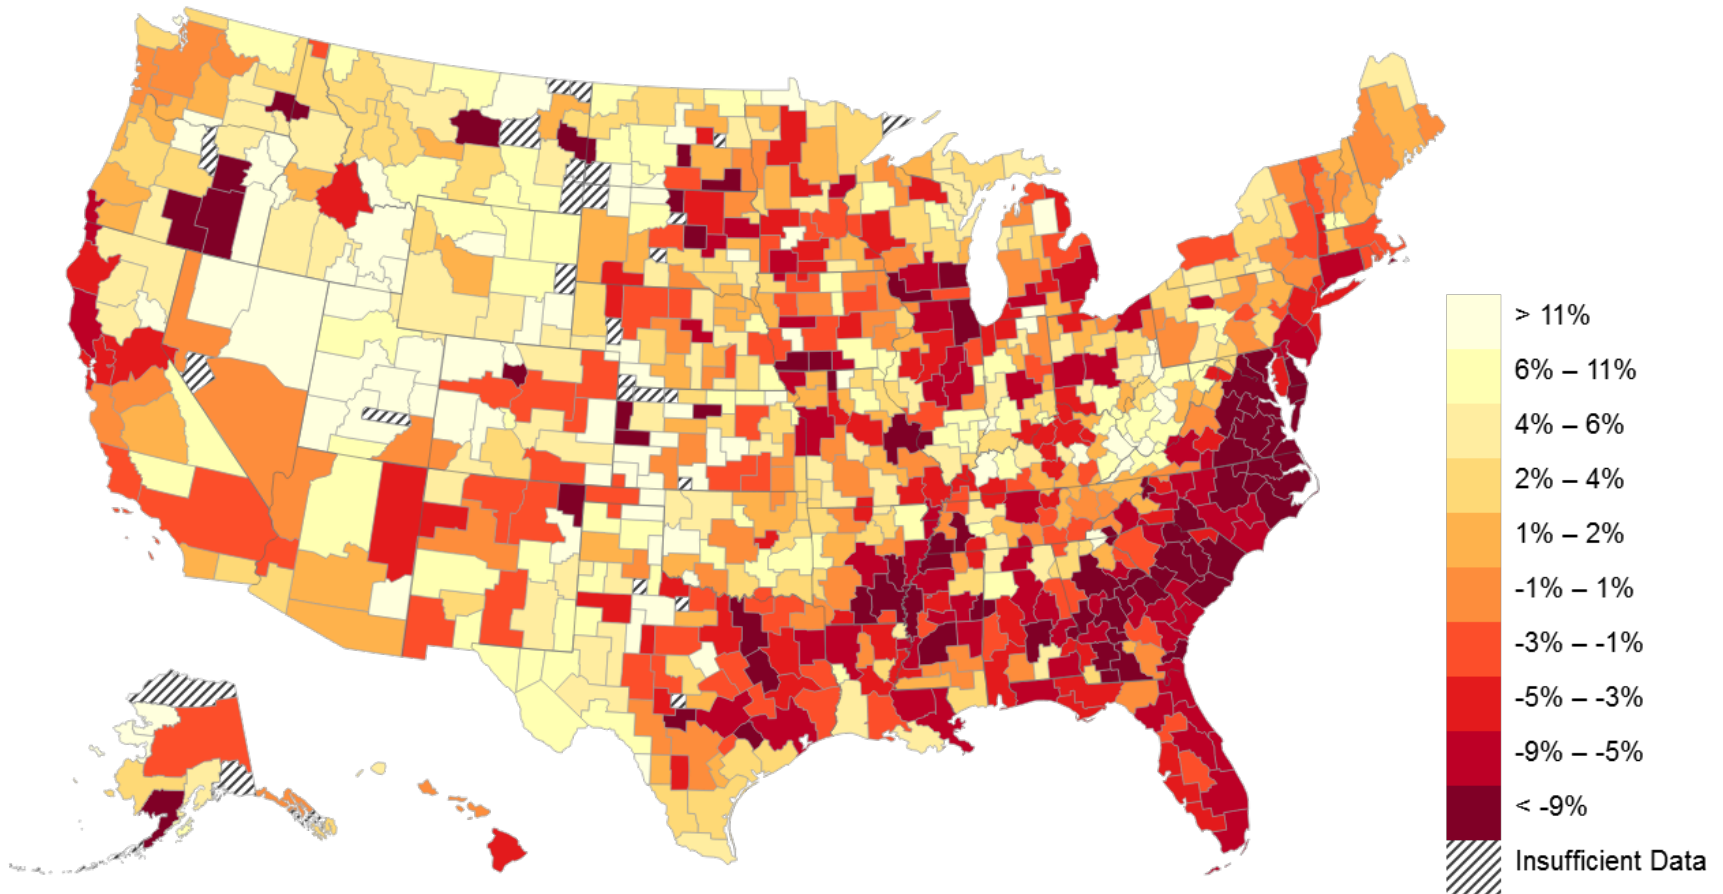 > 11%
6% – 11%
4% – 6%
2% – 4%
1% – 2%
-1% – 1%
-3% – -1%
-5% – -3%
-9% – -5%
< -9%
Insufficient Data